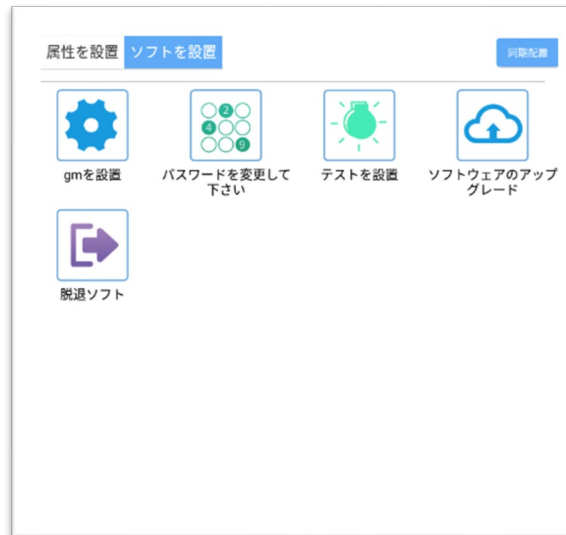 属性を設置 ソフトを設置 同期配置
gmを設置 パスワードを変更して テストを設置 ソフトウェアのアップ
下さい グレード
2
4
9
脱退ソフト